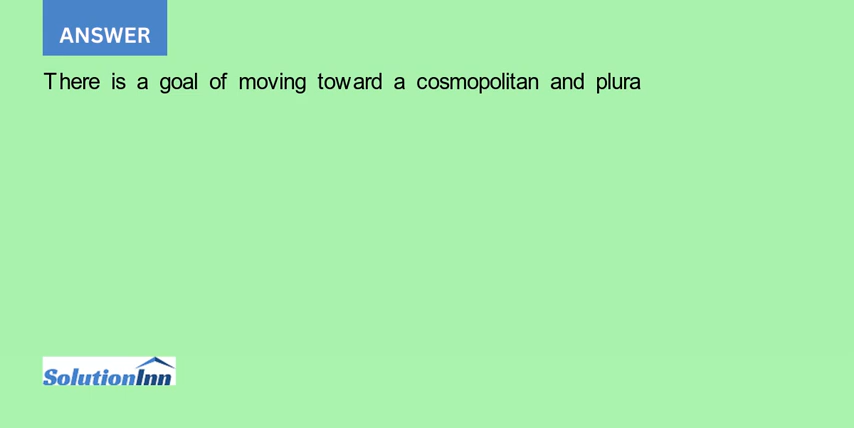 ANSWER
There is a goal of moving toward a cosmopolitan and plura
SolutionInn